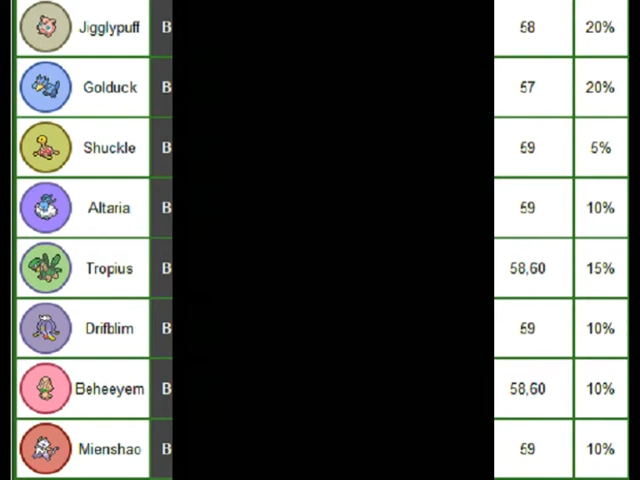 Jigglypuff B 58 20%
Golduck B 57 20%
Shuckle B 59 5%
Altaria B 59 10%
Tropius B 58,60 15%
Drifblim B 59 10%
Beheeyem B 58,60 10%
Mienshao B 59 10%